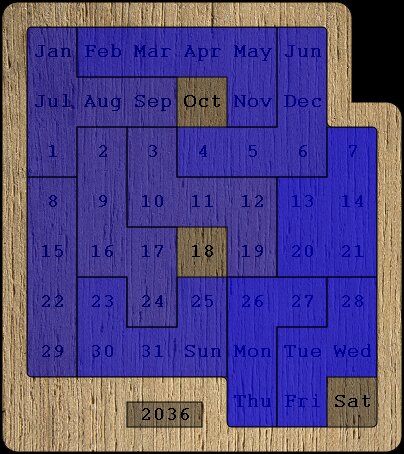 Jan Feb Mar Apr May Jun
Jul Aug Sep Oct Nov Dec
1 2 3 4 5 6 7
8 9 10 11 12 13 14
15 16 17 18 19 20 21
22 23 24 25 26 27 28
29 30 31 Sun Mon Tue Wed
Thu Fri Sat
2036